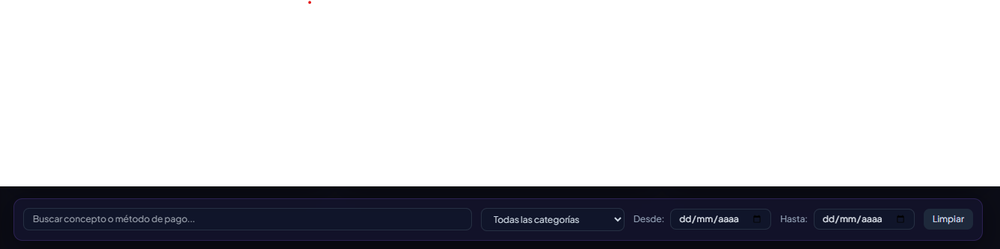 Buscar concepto o método de pago...
Todas las categorías
Desde:
dd/mm/aaaa
Hasta:
dd/mm/aaaa
Limpiar